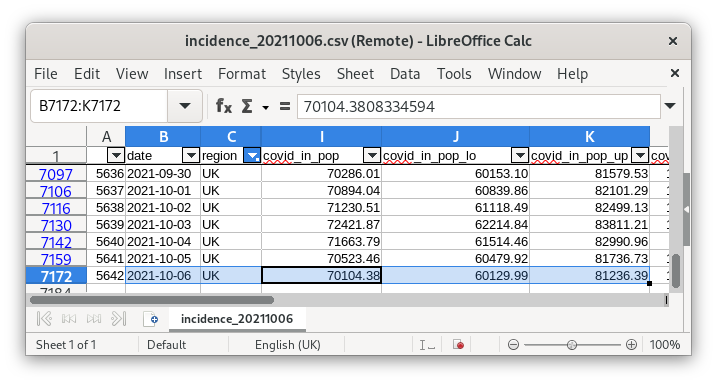 incidence_20211006.csv (Remote) - LibreOffice Calc
File Edit View Insert Format Styles Sheet Data Tools Window Help
B7172:K7172 fx Σ = 70104.3808334594
A B C I J K
1 date region covid_in_pop covid_in_pop_lo covid_in_pop_up
7097 5636 2021-09-30 UK 70286.01 60153.10 81579.53
7106 5637 2021-10-01 UK 70894.04 60839.86 82101.29
7116 5638 2021-10-02 UK 71230.51 61118.49 82499.13
7130 5639 2021-10-03 UK 72421.87 62214.84 83811.21
7142 5640 2021-10-04 UK 71663.79 61514.46 82990.96
7159 5641 2021-10-05 UK 70523.46 60479.92 81736.73
7172 5642 2021-10-06 UK 70104.38 60129.99 81236.39
incidence_20211006
Sheet 1 of 1 Default English (UK) 100%